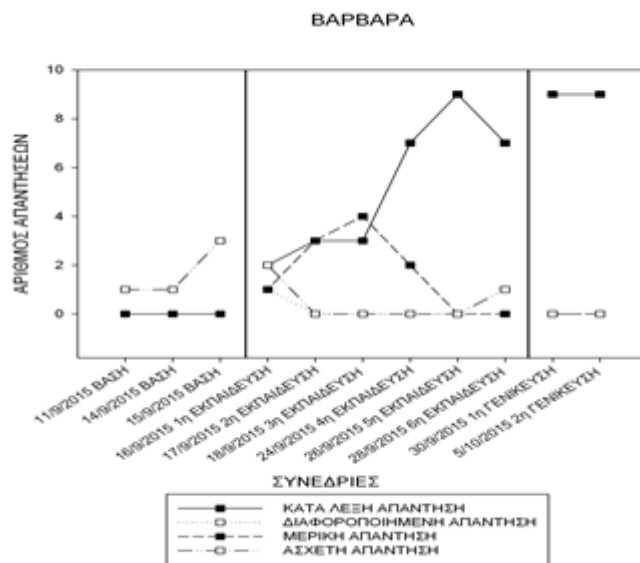 ΒΑΡΒΑΡΑ
ΑΡΙΘΜΟΣ ΑΠΑΝΤΗΣΕΩΝ
10
8
6
4
2
0
11/9/2015 ΒΑΣΗ
14/9/2015 ΒΑΣΗ
15/9/2015 ΒΑΣΗ
16/9/2015 1η ΕΚΠΑΙΔΕΥΣΗ
17/9/2015 2η ΕΚΠΑΙΔΕΥΣΗ
18/9/2015 3η ΕΚΠΑΙΔΕΥΣΗ
24/9/2015 4η ΕΚΠΑΙΔΕΥΣΗ
26/9/2015 5η ΕΚΠΑΙΔΕΥΣΗ
28/9/2015 6η ΕΚΠΑΙΔΕΥΣΗ
30/9/2015 1η ΓΕΝΙΚΕΥΣΗ
5/10/2015 2η ΓΕΝΙΚΕΥΣΗ
ΣΥΝΕΔΡΙΕΣ
ΚΑΤΑ ΛΕΞΗ ΑΠΑΝΤΗΣΗ
ΔΙΑΦΟΡΟΠΟΙΗΜΕΝΗ ΑΠΑΝΤΗΣΗ
ΜΕΡΙΚΗ ΑΠΑΝΤΗΣΗ
ΑΣΧΕΤΗ ΑΠΑΝΤΗΣΗ